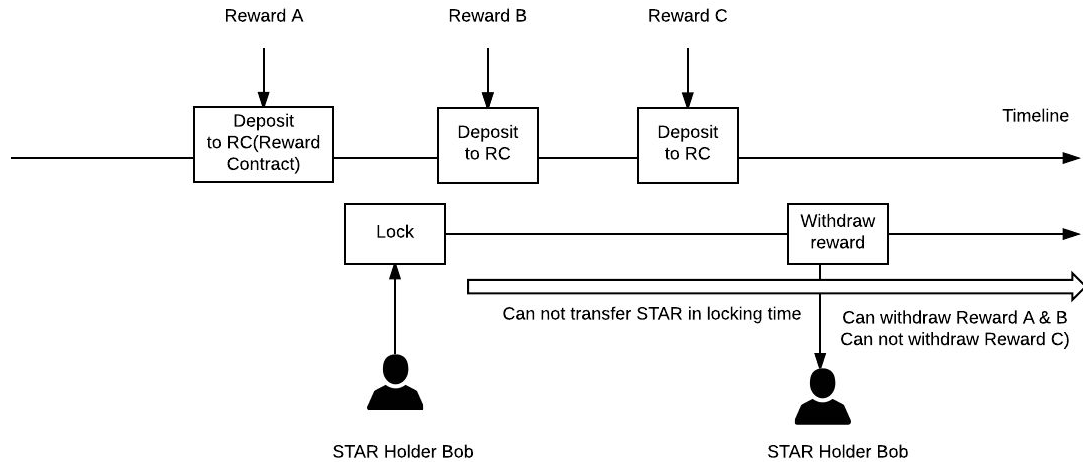 Reward A
Reward B
Reward C
Timeline
Deposit
to RC(Reward
Contract)
Deposit
to RC
Deposit
to RC
Lock
Withdraw
reward
Can not transfer STAR in locking time
Can withdraw Reward A & B
Can not withdraw Reward C)
STAR Holder Bob
STAR Holder Bob